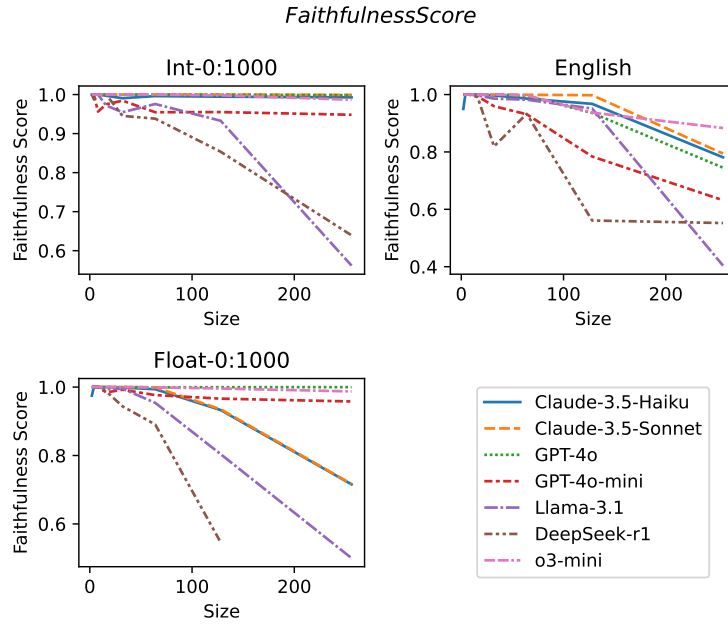 FaithfulnessScore
Int-0:1000
Faithfulness Score
1.0
0.9
0.8
0.7
0.6
0
100
200
Size
English
Faithfulness Score
1.0
0.8
0.6
0.4
0
100
200
Size
Float-0:1000
Faithfulness Score
1.0
0.8
0.6
0
100
200
Size
Claude-3.5-Haiku
Claude-3.5-Sonnet
GPT-4o
GPT-4o-mini
Llama-3.1
DeepSeek-r1
o3-mini